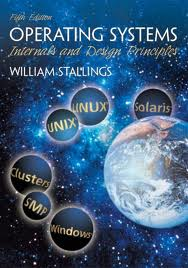 Fifth Edition
OPERATING SYSTEMS
Internals and Design Principles
WILLIAM STALLINGS
LINUX
Solaris
UNIX
Clusters
SMP
Windows